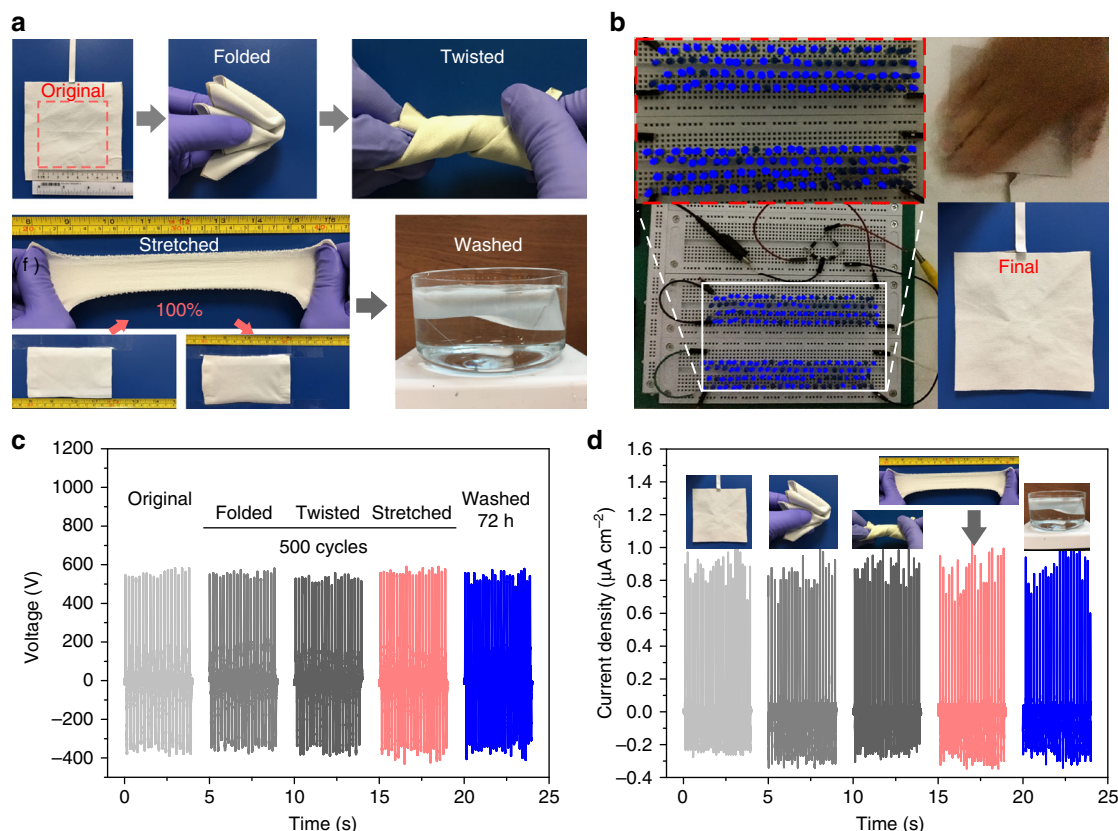 a
Original
Folded
Twisted
Stretched
100%
(f)
Washed
b
Final
c
1200
1000
800
600
400
200
0
–200
–400
Voltage (V)
Original
Folded
Twisted
Stretched
Washed
72 h
500 cycles
0
5
10
15
20
25
Time (s)
d
1.6
1.4
1.2
1.0
0.8
0.6
0.4
0.2
0.0
–0.2
–0.4
Current density (μA cm⁻²)
0
5
10
15
20
25
Time (s)